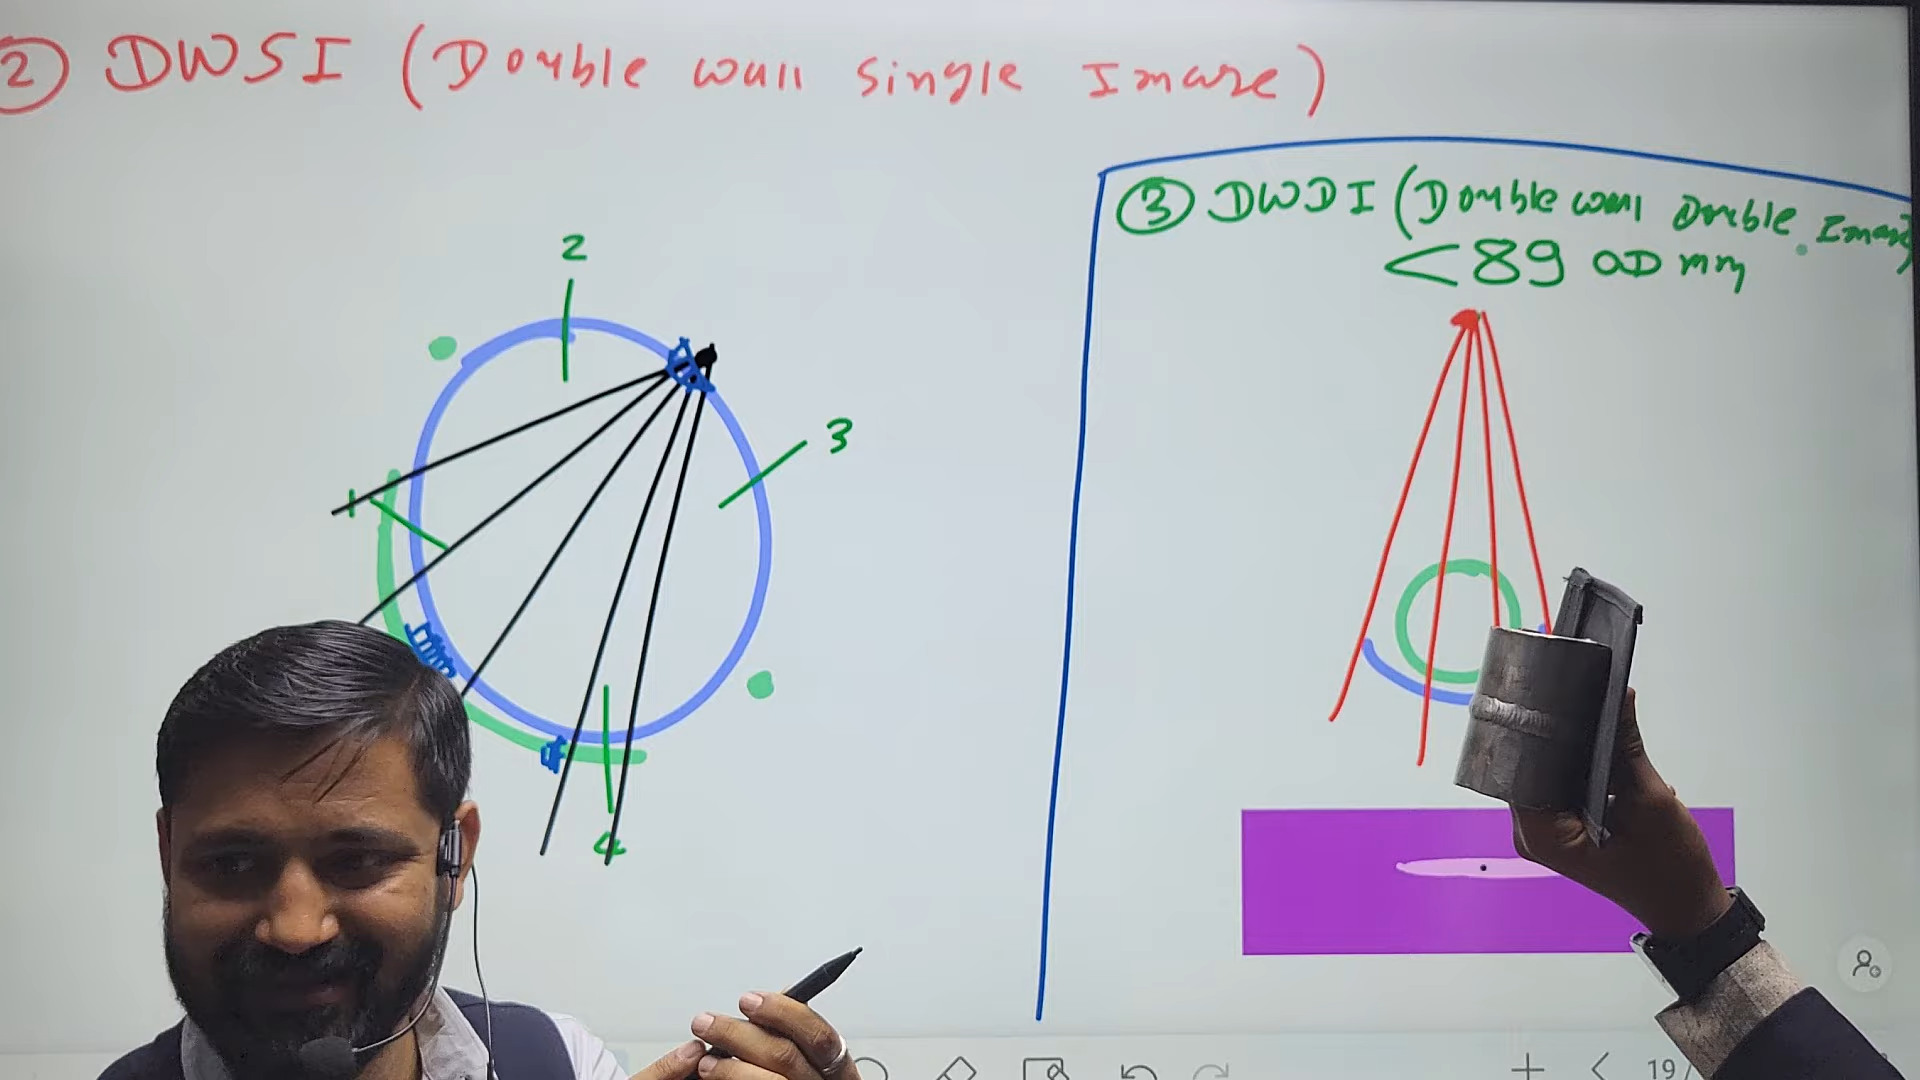 ② DWSI (Double wall Single Image)
③ DWDI (Double wall Double Image)
<89 OD mm
2
3
1
4
19/